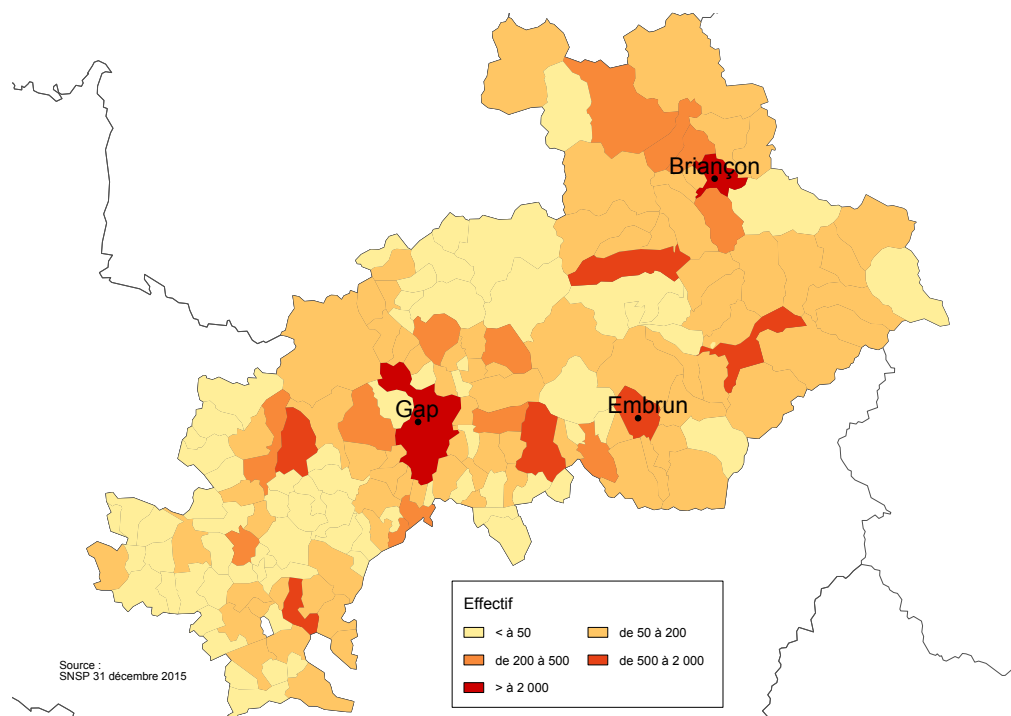 Briançon
Gap
Embrun
Effectif
< à 50
de 50 à 200
de 200 à 500
de 500 à 2 000
> à 2 000
Source :
SNSP 31 décembre 2015